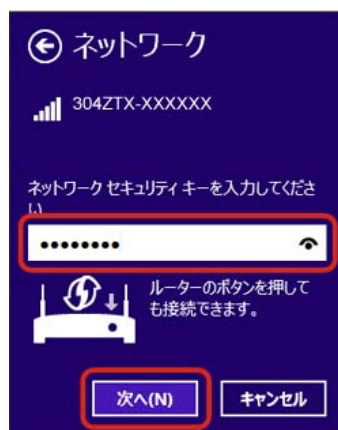 ネットワーク
304ZTX-XXXXXX
ネットワーク セキュリティ キーを入力してくださ
い
••••••••
ルーターのボタンを押して
も接続できます。
次へ(N)
キャンセル